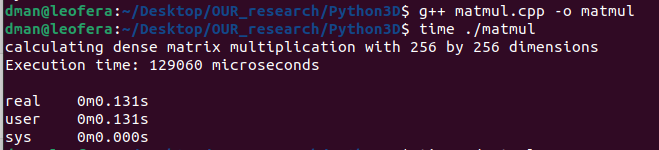 dman@leofera:~/Desktop/OUR_research/Python3D$ g++ matmul.cpp -o matmul
dman@leofera:~/Desktop/OUR_research/Python3D$ time ./matmul
calculating dense matrix multiplication with 256 by 256 dimensions
Execution time: 129060 microseconds

real    0m0.131s
user    0m0.131s
sys     0m0.000s